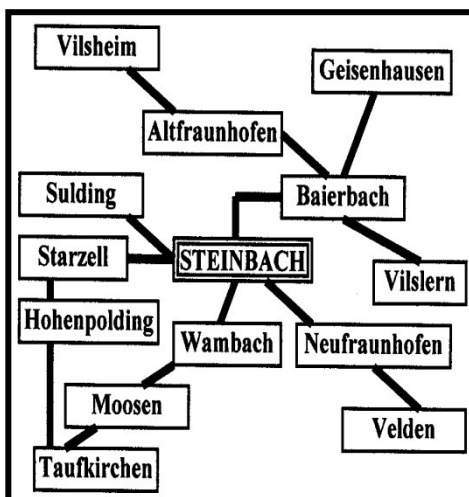 Vilsheim
Geisenhausen
Altfraunhofen
Sulding
Baierbach
Starzell
STEINBACH
Vilslern
Hohenpolding
Wambach
Neufraunhofen
Moosen
Velden
Taufkirchen